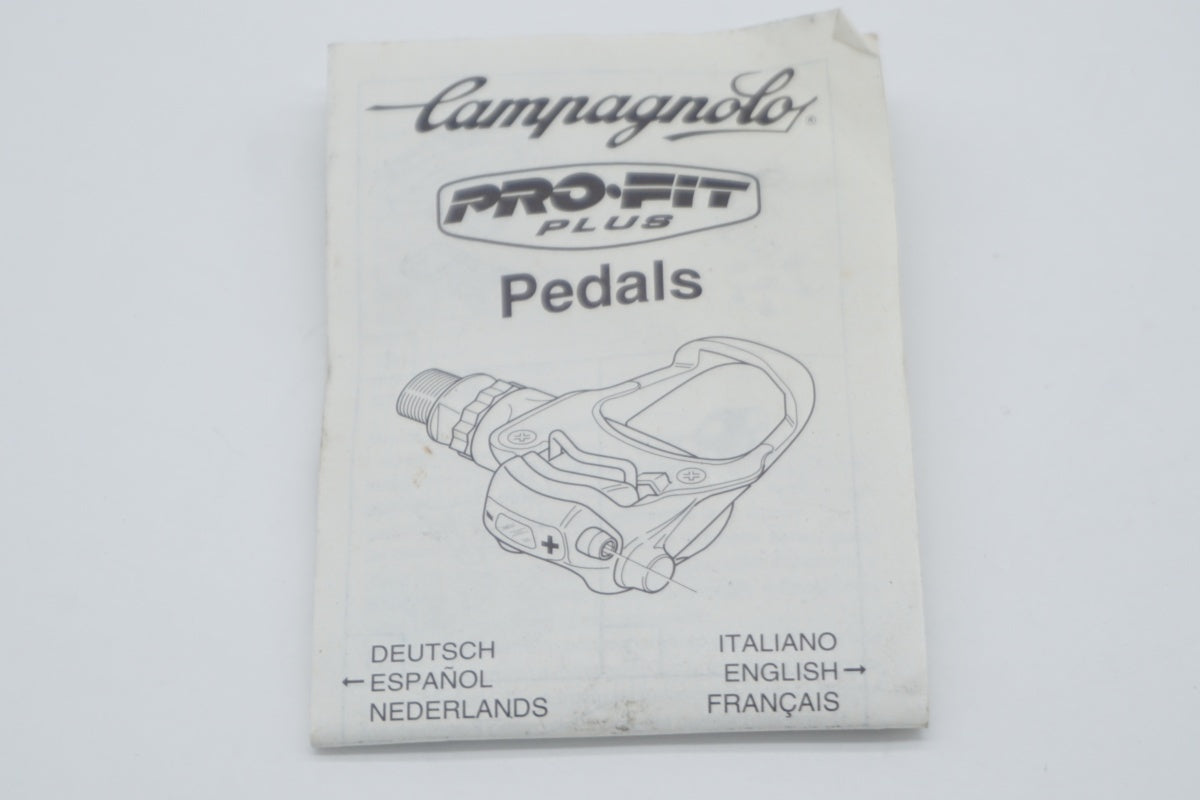 Campagnolo®
PRO·FIT
PLUS
Pedals
- +
DEUTSCH
← ESPAÑOL
NEDERLANDS
ITALIANO
ENGLISH →
FRANÇAIS